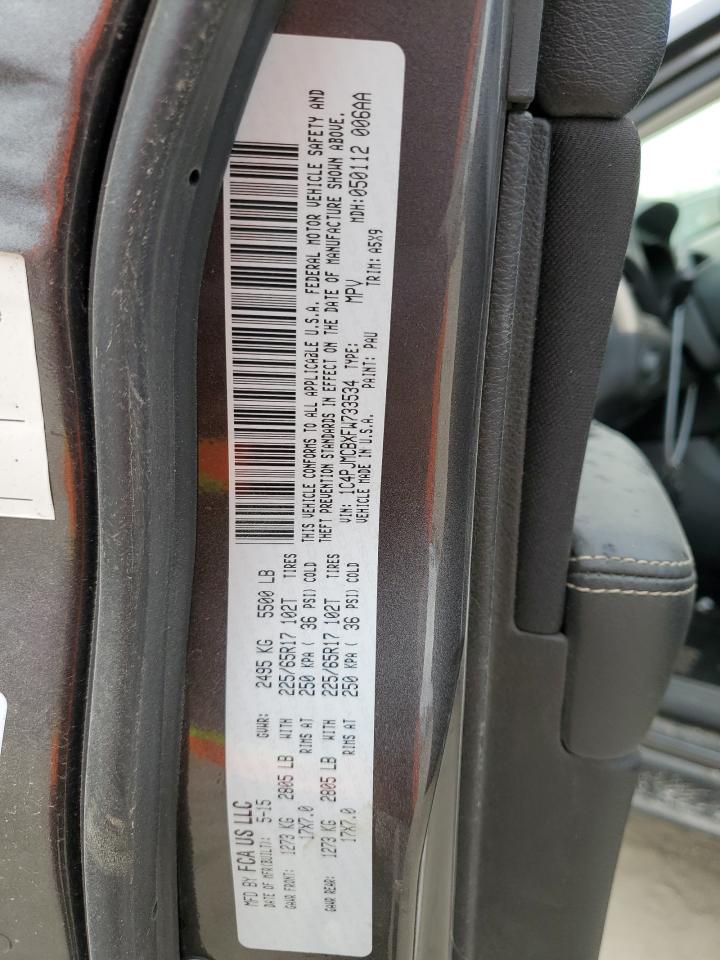 MFD BY FCA US LLC
DATE OF MFR(BUILT): 5-15 GVWR: 2495 KG 5500 LB
GAWR FRONT: 1273 KG 2805 LB WITH 225/65R17 102T TIRES
17X7.0 RIMS AT 250 KPA ( 36 PSI) COLD
GAWR REAR: 1273 KG 2805 LB WITH 225/65R17 102T TIRES
17X7.0 RIMS AT 250 KPA ( 36 PSI) COLD
THIS VEHICLE CONFORMS TO ALL APPLICABLE U.S.A. FEDERAL MOTOR VEHICLE SAFETY AND
THEFT PREVENTION STANDARDS IN EFFECT ON THE DATE OF MANUFACTURE SHOWN ABOVE.
VIN: 1C4PJMCBXFW733534 TYPE: MPV MDH:050112 006AA
VEHICLE MADE IN U.S.A. PAINT: PAU TRIM: A5X9